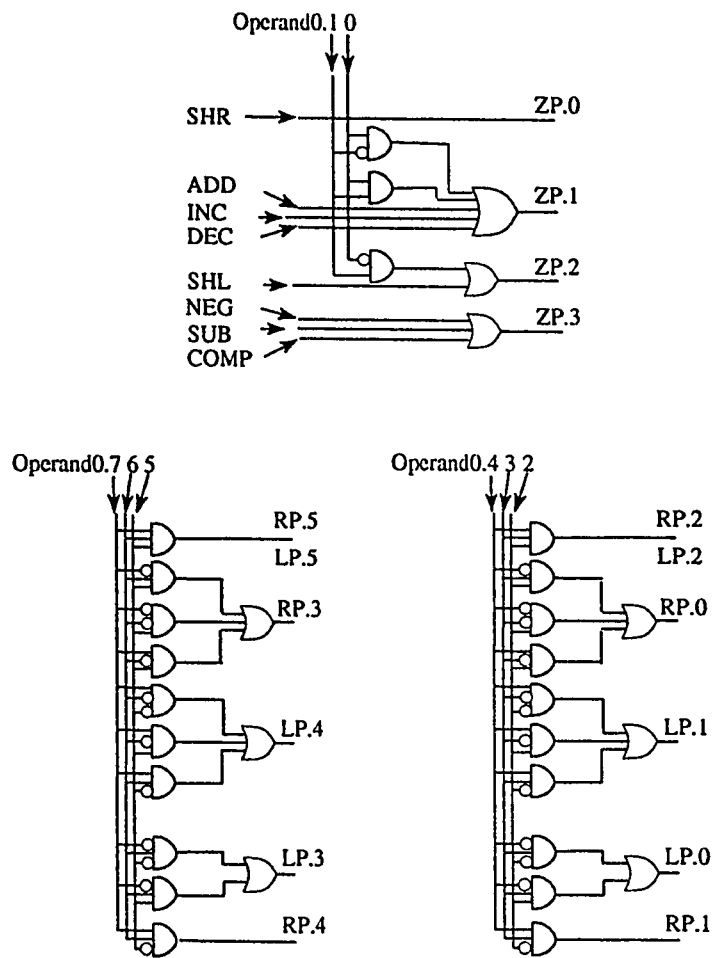 Operand0.1 0
SHR
ZP.0
ADD
ZP.1
INC
DEC
SHL
ZP.2
NEG
ZP.3
SUB
COMP
Operand0.7 6 5
RP.5
LP.5
RP.3
LP.4
LP.3
RP.4
Operand0.4 3 2
RP.2
LP.2
RP.0
LP.1
LP.0
RP.1